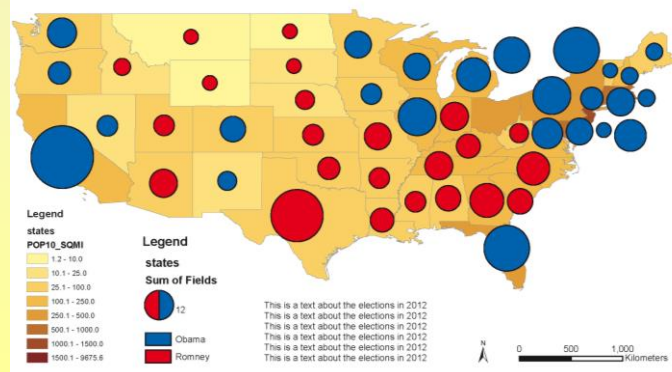 Legend
states
POP10_SQMI
1.2 - 10.0
10.1 - 25.0
25.1 - 100.0
100.1 - 250.0
250.1 - 500.0
500.1 - 1000.0
1000.1 - 1500.0
1500.1 - 9675.6
Legend
states
Sum of Fields
12
Obama
Romney
This is a text about the elections in 2012
This is a text about the elections in 2012
This is a text about the elections in 2012
This is a text about the elections in 2012
This is a text about the elections in 2012
This is a text about the elections in 2012
N
0 500 1,000
Kilometers